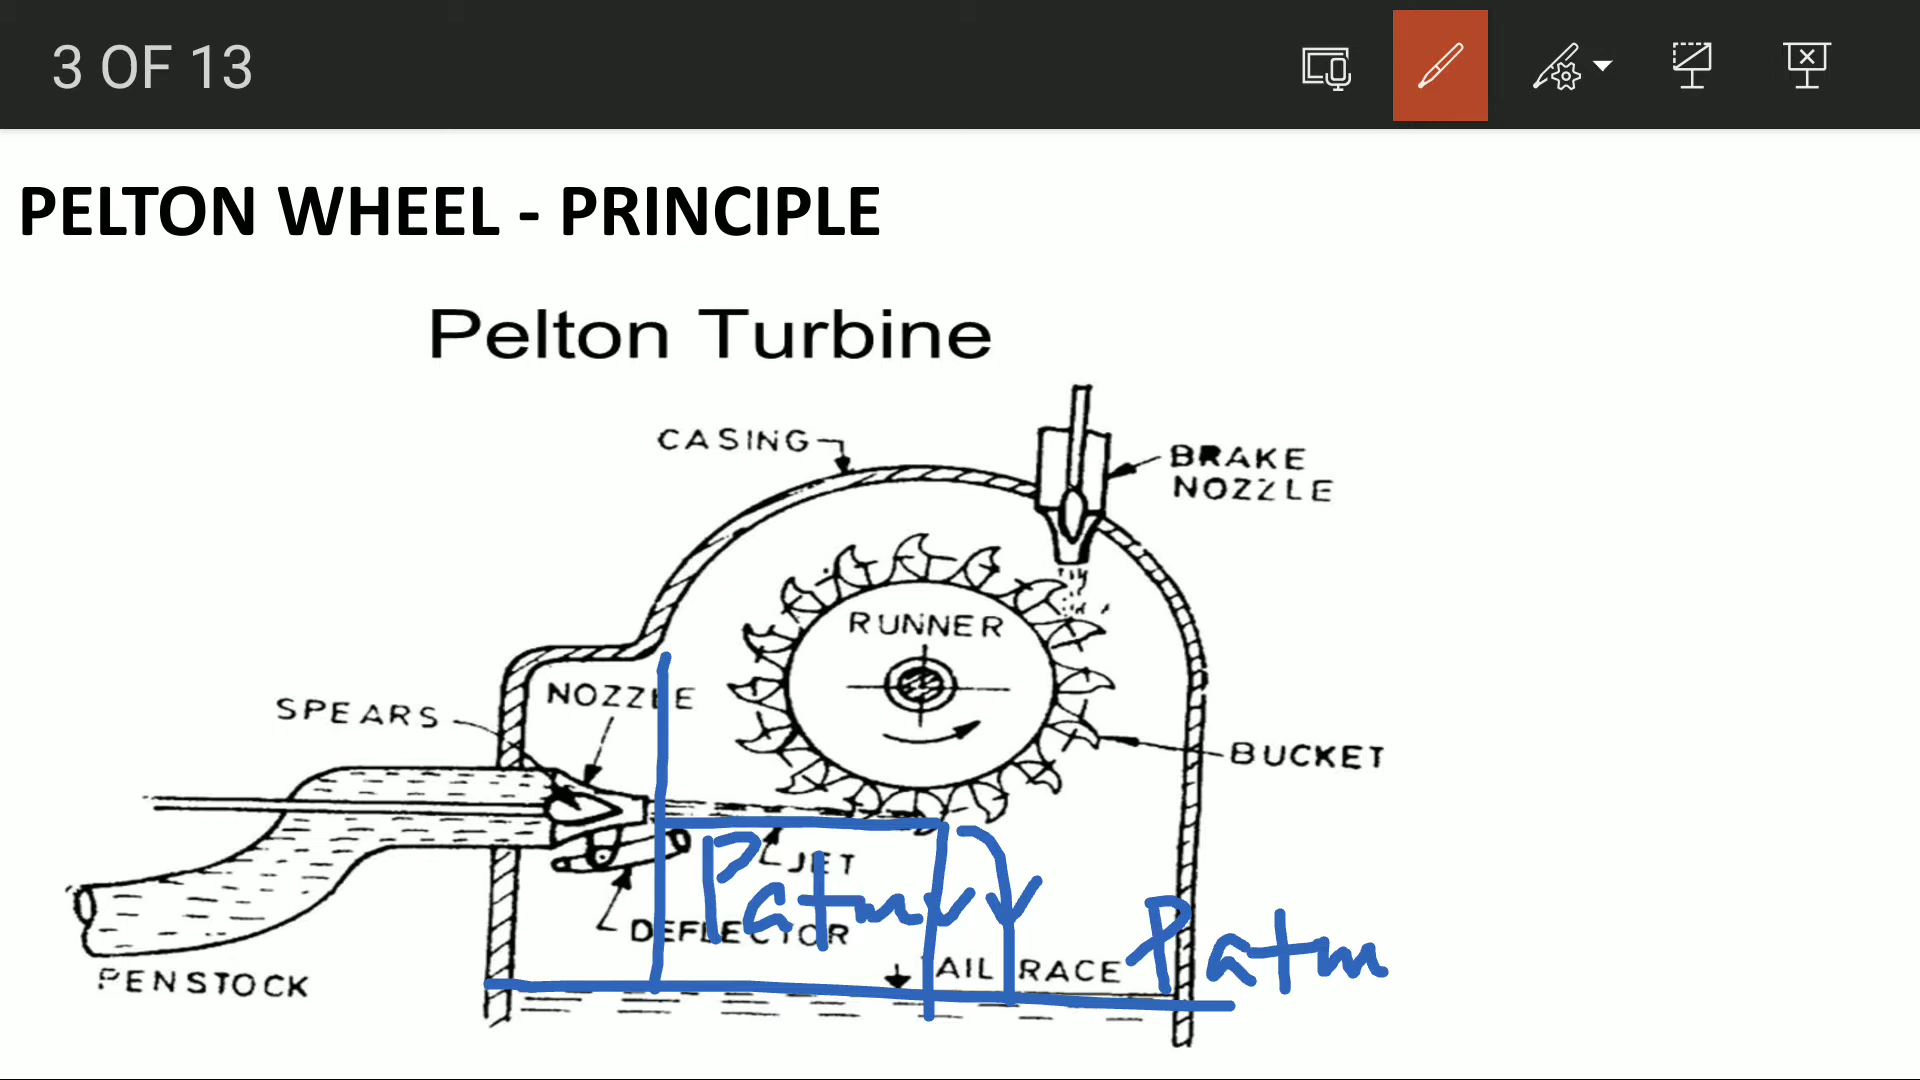 3 OF 13
PELTON WHEEL - PRINCIPLE
Pelton Turbine
CASING
BRAKE
NOZZLE
RUNNER
NOZZLE
SPEARS
BUCKET
JET
Patm
DEFLECTOR
Patm
TAIL RACE
PENSTOCK